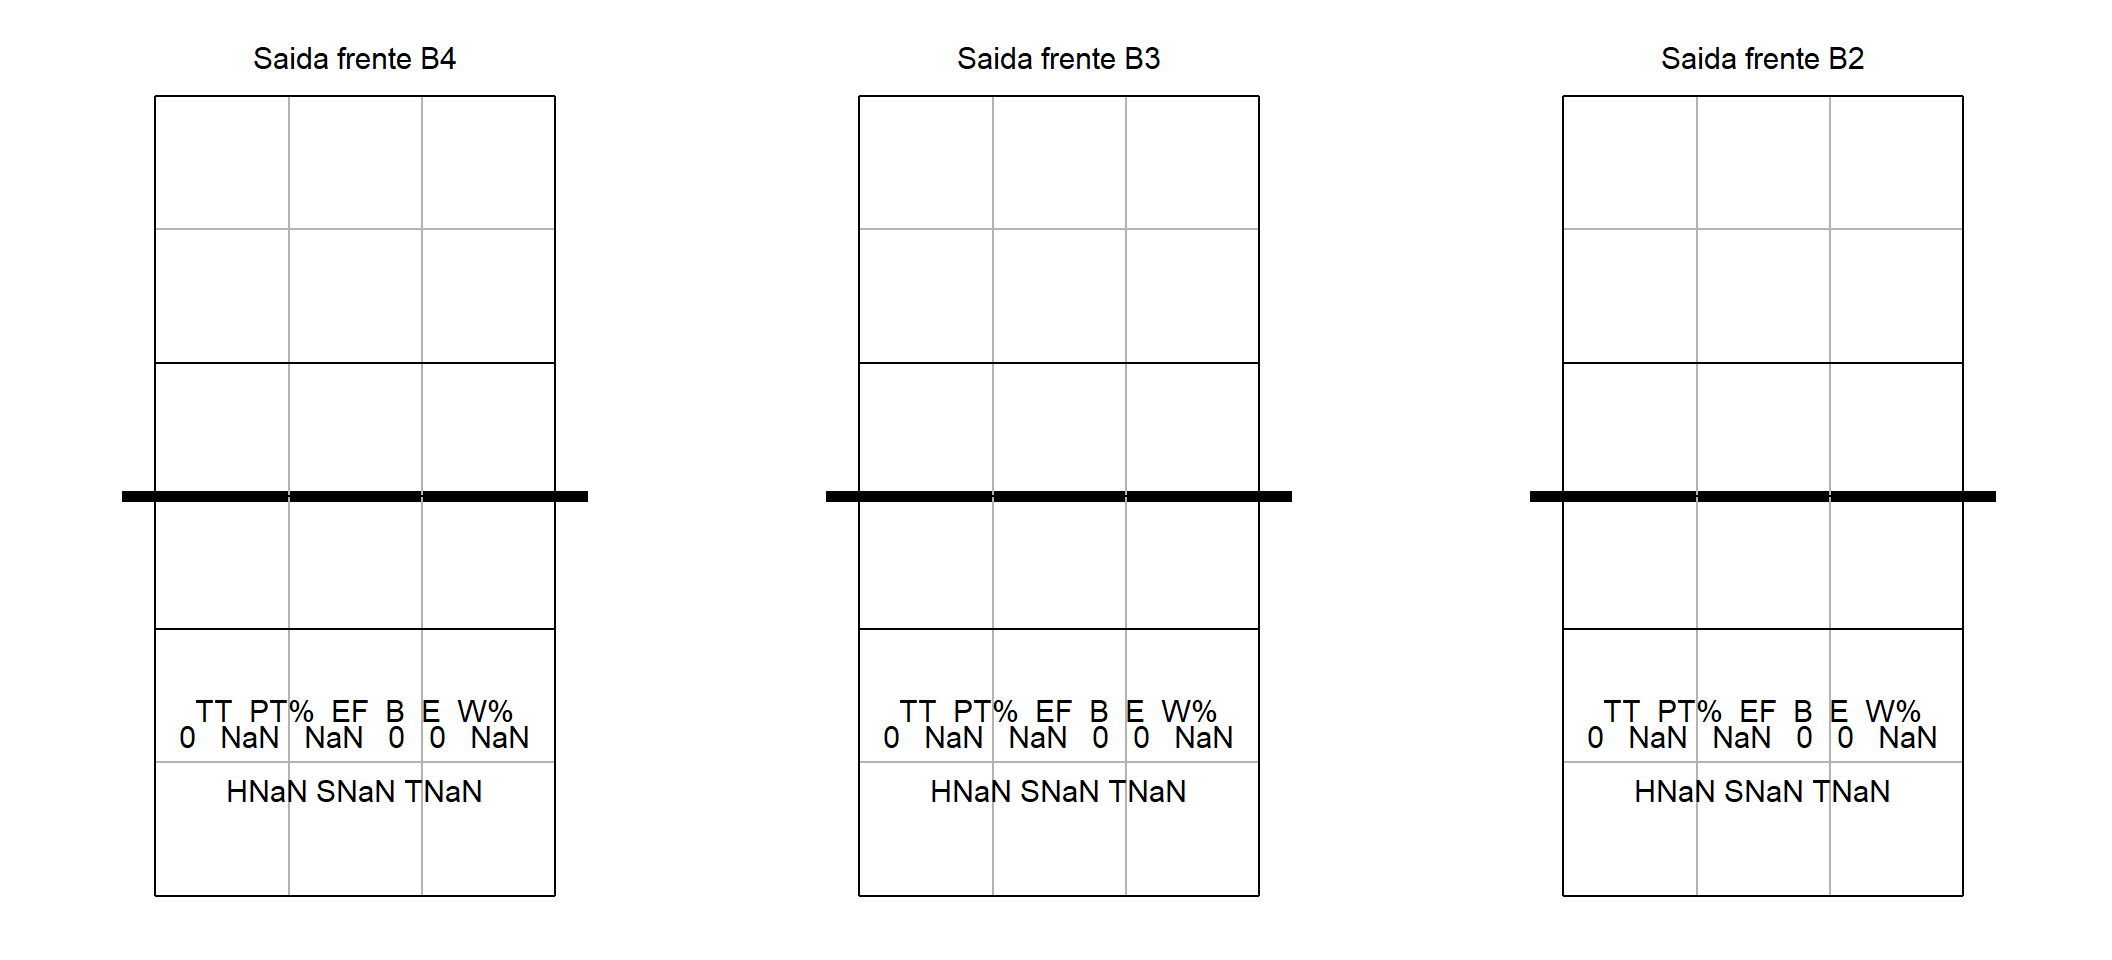 Saida frente B4
TT PT% EF B E W%
0 NaN NaN 0 0 NaN
HNaN SNaN TNaN
Saida frente B3
TT PT% EF B E W%
0 NaN NaN 0 0 NaN
HNaN SNaN TNaN
Saida frente B2
TT PT% EF B E W%
0 NaN NaN 0 0 NaN
HNaN SNaN TNaN